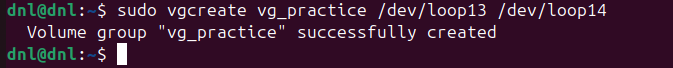 dnl@dnl:~$ sudo vgcreate vg_practice /dev/loop13 /dev/loop14
  Volume group "vg_practice" successfully created
dnl@dnl:~$